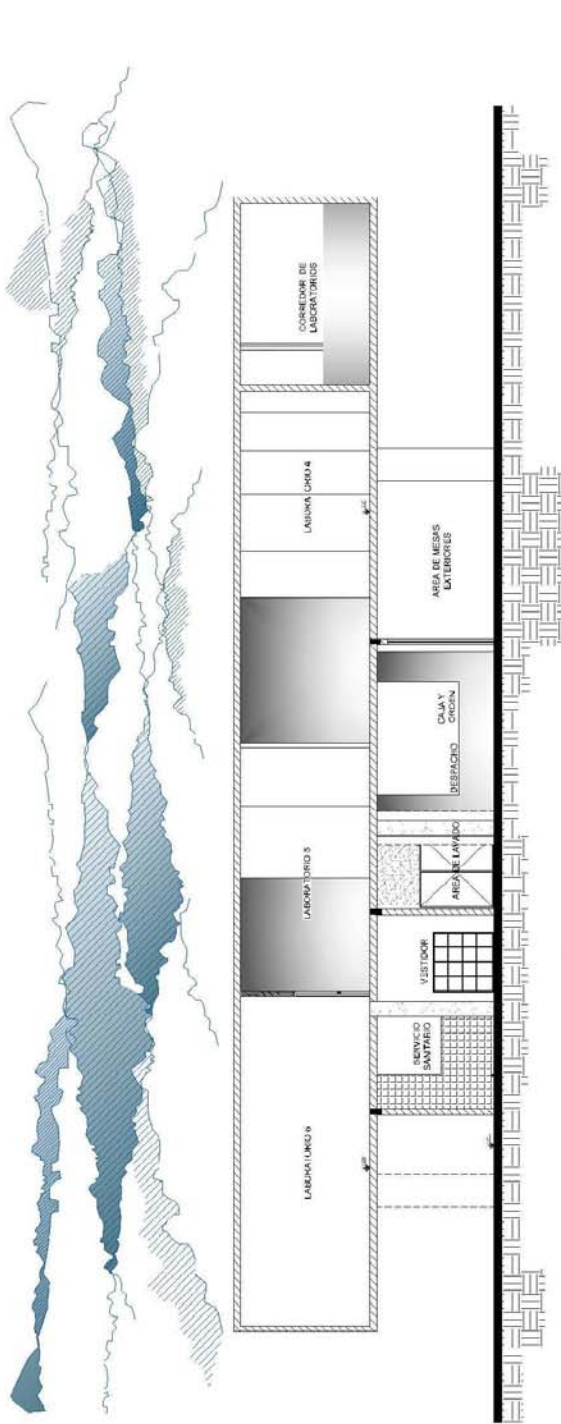 LABORATORIO 6
LABORATORIO 5
LABORATORIO 4
CORREDOR DE
LABORATORIOS
SERVICIO
SANITARIO
VESTIDOR
AREA DE LAVADO
DESPACHO
CAJA Y
ORDEN
AREA DE MESAS
EXTERIORES